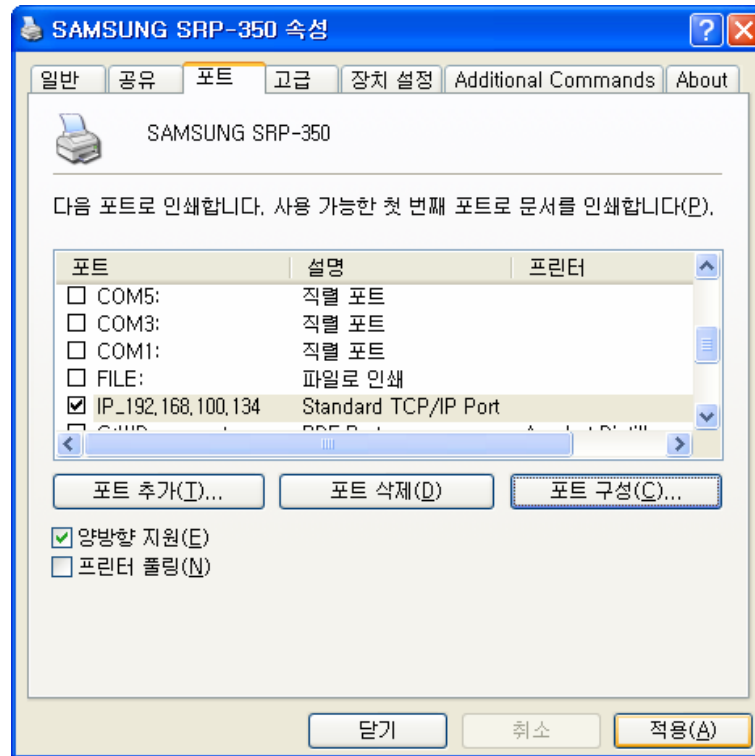 SAMSUNG SRP-350 속성
일반 공유 포트 고급 장치 설정 Additional Commands About
SAMSUNG SRP-350
다음 포트로 인쇄합니다. 사용 가능한 첫 번째 포트로 문서를 인쇄합니다(P).
포트 설명 프린터
COM5: 직렬 포트
COM3: 직렬 포트
COM1: 직렬 포트
FILE: 파일로 인쇄
IP_192.168.100.134 Standard TCP/IP Port
포트 추가(T)... 포트 삭제(D) 포트 구성(C)...
양방향 지원(E)
프린터 풀링(N)
닫기 취소 적용(A)